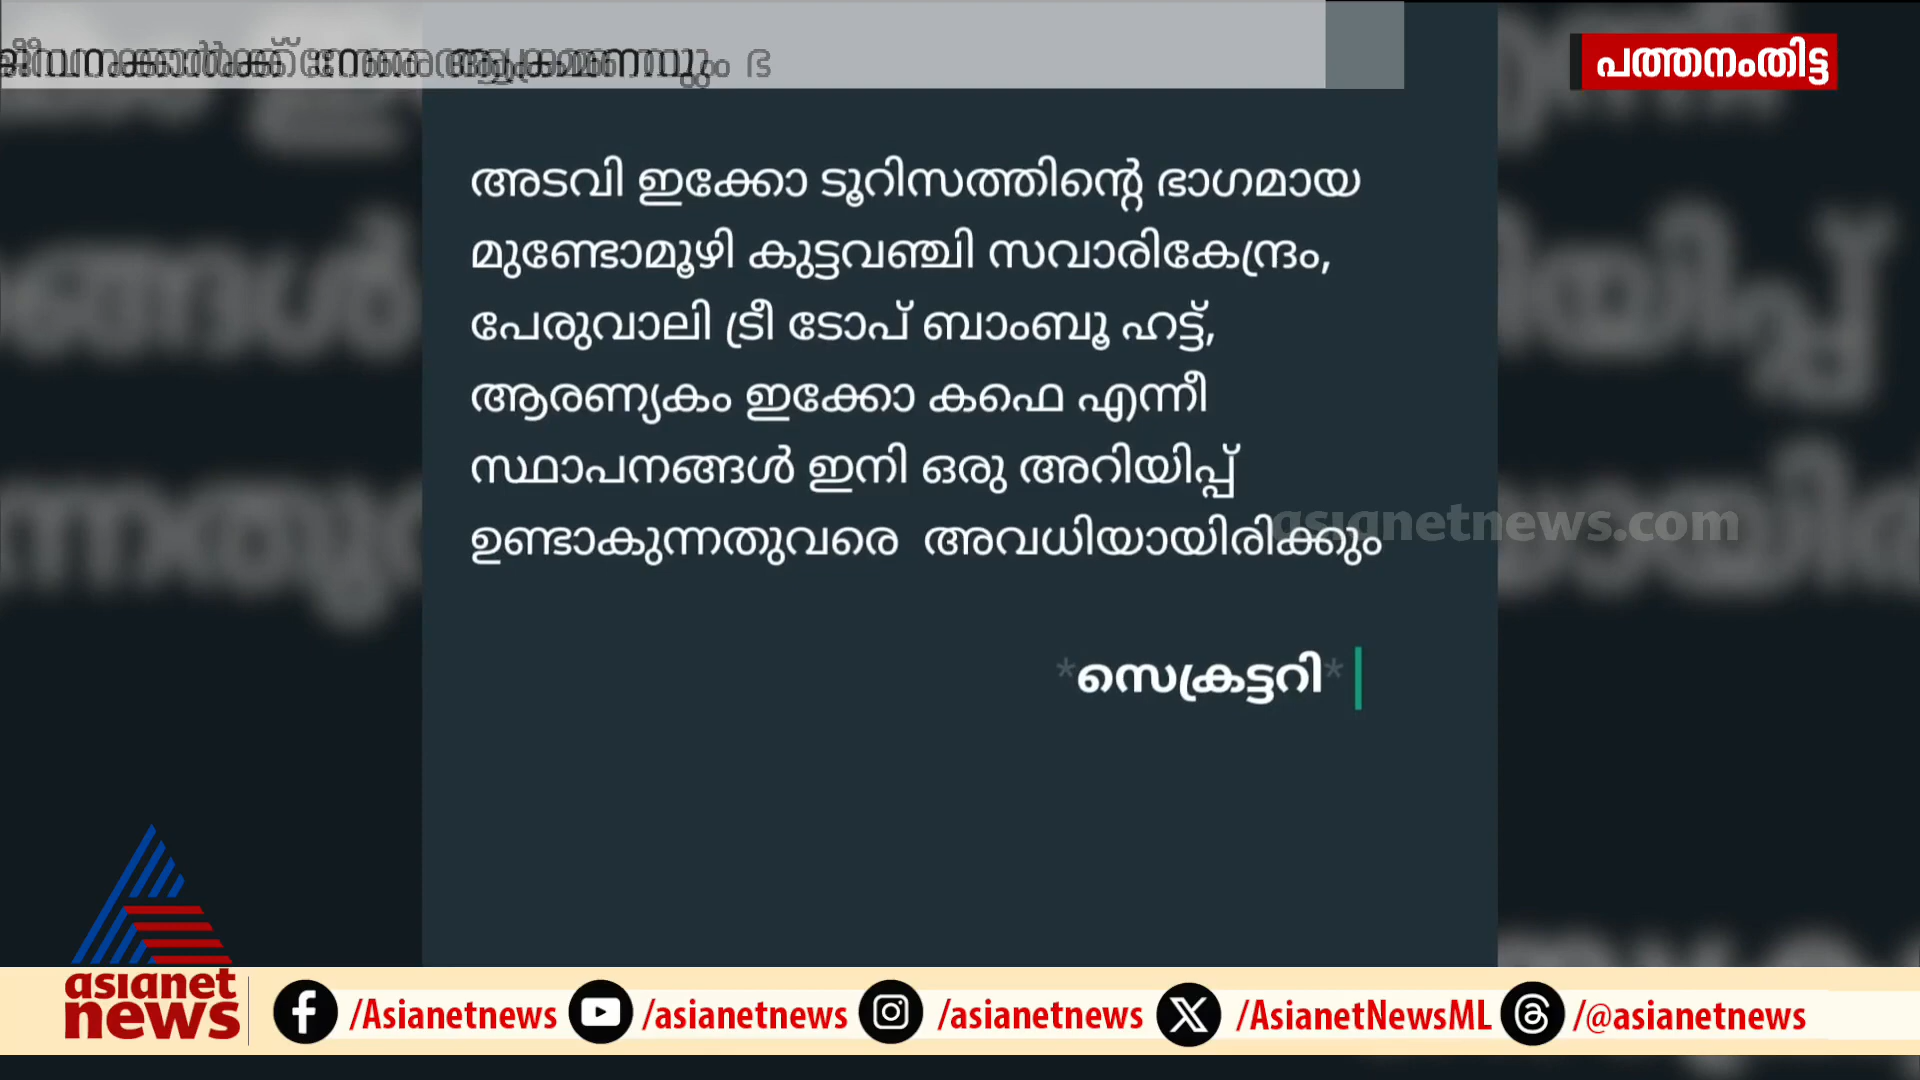 പത്തനംതിട്ട
അടവി ഇക്കോ ടൂറിസത്തിന്റെ ഭാഗമായ
മുണ്ടോമൂഴി കുട്ടവഞ്ചി സവാരികേന്ദ്രം,
പേരുവാലി ട്രീ ടോപ് ബാംബൂ ഹട്ട്,
ആരണ്യകം ഇക്കോ കഫെ എന്നീ
സ്ഥാപനങ്ങൾ ഇനി ഒരു അറിയിപ്പ്
ഉണ്ടാകുന്നതുവരെ അവധിയായിരിക്കും
asianetnews.com
*സെക്രട്ടറി*
asianet
news
/Asianetnews /asianetnews /asianetnews /AsianetNewsML /@asianetnews